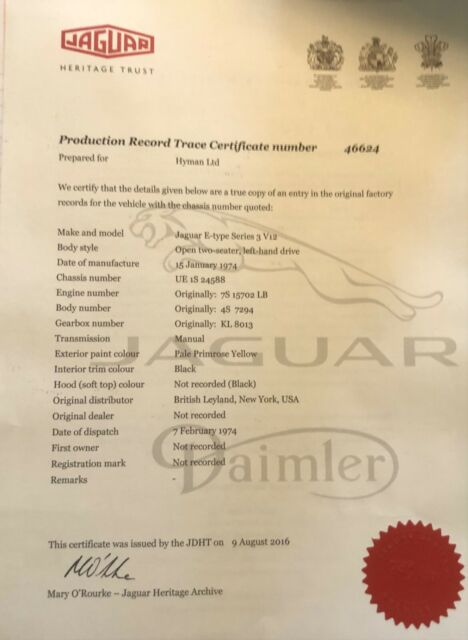 JAGUAR
HERITAGE TRUST
Production Record Trace Certificate number 46624
Prepared for Hyman Ltd
We certify that the details given below are a true copy of an entry in the original factory
records for the vehicle with the chassis number quoted:
Make and model Jaguar E-type Series 3 V12
Body style Open two-seater, left-hand drive
Date of manufacture 15 January 1974
Chassis number UE 1S 24588
Engine number Originally: 7S 15702 LB
Body number Originally: 4S 7294
Gearbox number Originally: KL 8013
Transmission Manual
JAGUAR
Exterior paint colour Pale Primrose Yellow
Interior trim colour Black
Hood (soft top) colour Not recorded (Black)
Original distributor British Leyland, New York, USA
Original dealer Not recorded
Date of dispatch 7 February 1974
First owner Not recorded
Registration mark Not recorded
Daimler
Remarks -
This certificate was issued by the JDHT on 9 August 2016
Mary O'Rourke – Jaguar Heritage Archive